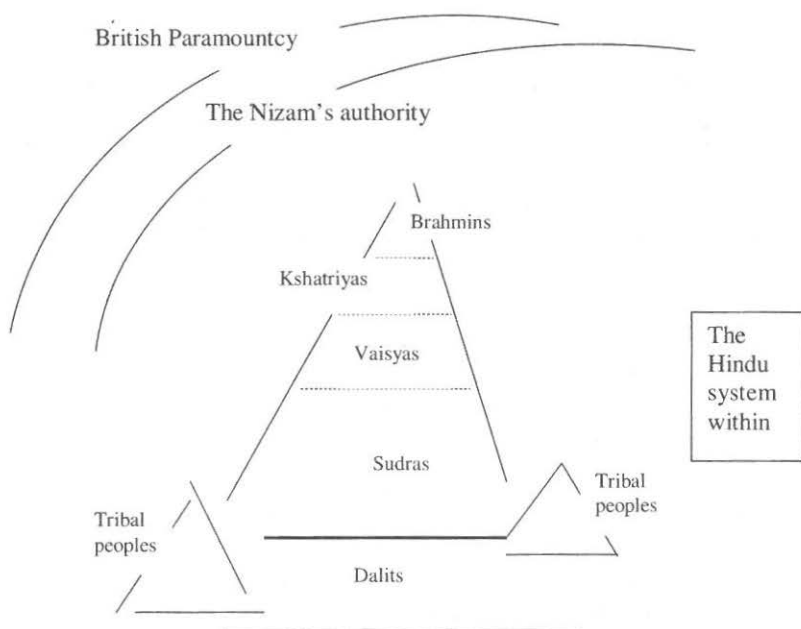 British Paramountcy
The Nizam's authority
Brahmins
Kshatriyas
Vaisyas
The
Hindu
system
within
Sudras
Tribal
peoples
Tribal
peoples
Dalits